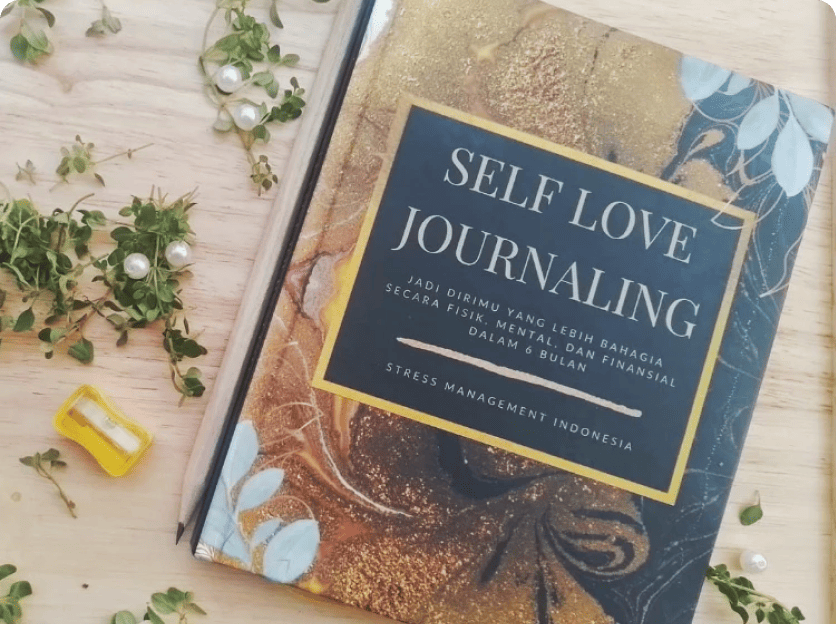 SELF LOVE
JOURNALING
JADI DIRIMU YANG LEBIH BAHAGIA
SECARA FISIK, MENTAL, DAN FINANSIAL
DALAM 6 BULAN
STRESS MANAGEMENT INDONESIA